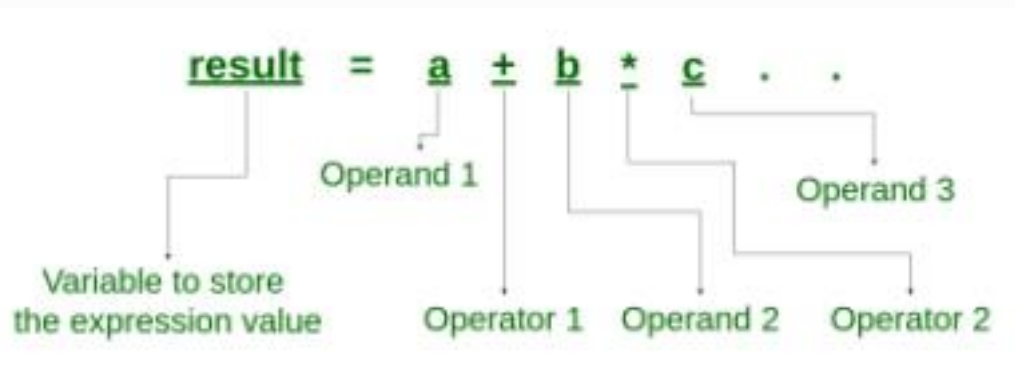 result = a + b * c . .
Operand 1
Operand 3
Variable to store
the expression value
Operator 1
Operand 2
Operator 2